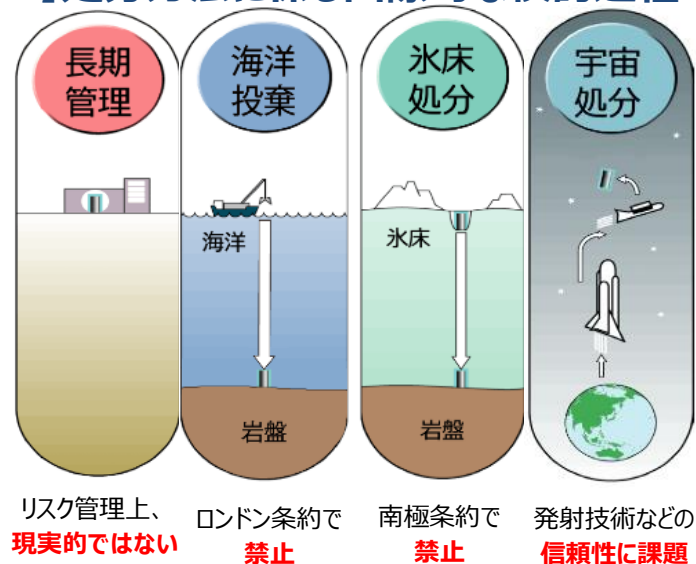 長期
管理
海洋
投棄
氷床
処分
宇宙
処分
海洋
氷床
岩盤
岩盤
リスク管理上、
現実的ではない
ロンドン条約で
禁止
南極条約で
禁止
発射技術などの
信頼性に課題